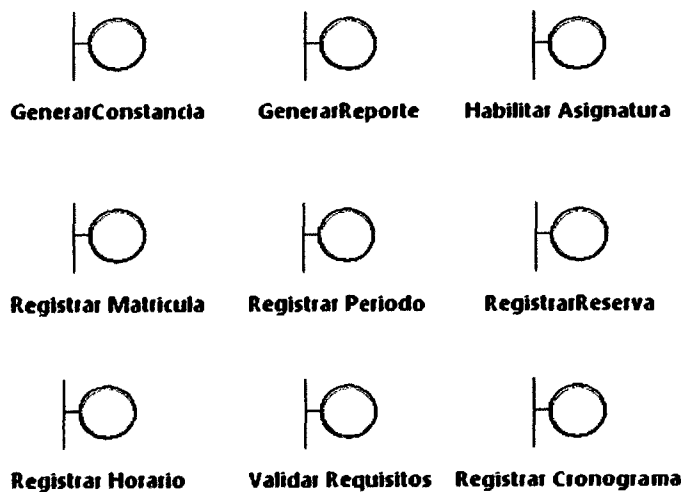 GenerarConstancia
GenerarReporte
Habilitar Asignatura
Registrar Matricula
Registrar Periodo
RegistrarReserva
Registrar Horario
Validar Requisitos
Registrar Cronograma